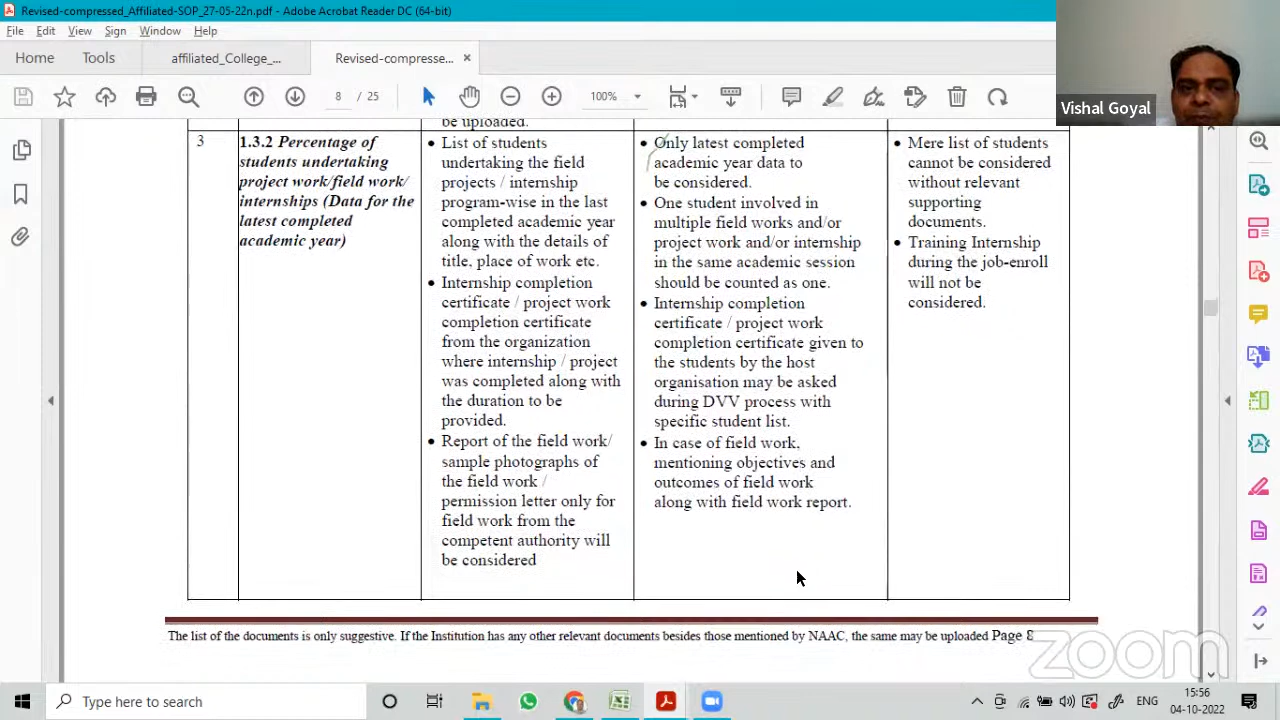 Revised-compressed_Affiliated-SOP_27-05-22n.pdf - Adobe Acrobat Reader DC (64-bit)
File Edit View Sign Window Help
Home Tools affiliated_College_... Revised-compresse... ×
8 / 25 100%
Vishal Goyal
be uploaded.
3
1.3.2 Percentage of
students undertaking
project work/field work/
internships (Data for the
latest completed
academic year)
• List of students
undertaking the field
projects / internship
program-wise in the last
completed academic year
along with the details of
title, place of work etc.
• Internship completion
certificate / project work
completion certificate
from the organization
where internship / project
was completed along with
the duration to be
provided.
• Report of the field work/
sample photographs of
the field work /
permission letter only for
field work from the
competent authority will
be considered
• Only latest completed
academic year data to
be considered.
• One student involved in
multiple field works and/or
project work and/or internship
in the same academic session
should be counted as one.
• Internship completion
certificate / project work
completion certificate given to
the students by the host
organisation may be asked
during DVV process with
specific student list.
• In case of field work,
mentioning objectives and
outcomes of field work
along with field work report.
• Mere list of students
cannot be considered
without relevant
supporting
documents.
• Training Internship
during the job-enroll
will not be
considered.
The list of the documents is only suggestive. If the Institution has any other relevant documents besides those mentioned by NAAC, the same may be uploaded Page 8
zoom
Type here to search
ENG
15:56
04-10-2022